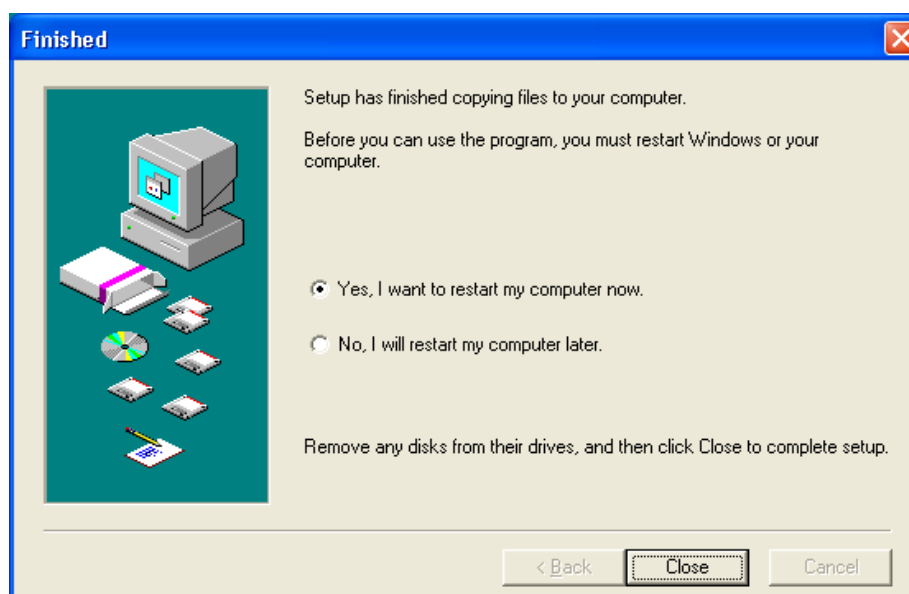 Finished
Setup has finished copying files to your computer.
Before you can use the program, you must restart Windows or your
computer.
Yes, I want to restart my computer now.
No, I will restart my computer later.
Remove any disks from their drives, and then click Close to complete setup.
< Back
Close
Cancel